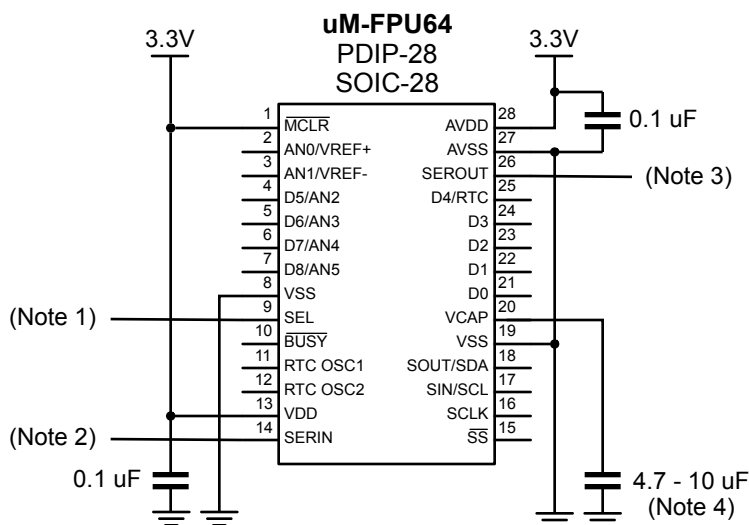 uM-FPU64
PDIP-28
SOIC-28
3.3V
3.3V
1
MCLR
2
AN0/VREF+
3
AN1/VREF-
4
D5/AN2
5
D6/AN3
6
D7/AN4
7
D8/AN5
8
VSS
9
SEL
10
BUSY
11
RTC OSC1
12
RTC OSC2
13
VDD
14
SERIN
28
AVDD
27
AVSS
26
SEROUT
25
D4/RTC
24
D3
23
D2
22
D1
21
D0
20
VCAP
19
VSS
18
SOUT/SDA
17
SIN/SCL
16
SCLK
15
SS
(Note 1)
(Note 2)
0.1 uF
0.1 uF
(Note 3)
4.7 - 10 uF
(Note 4)